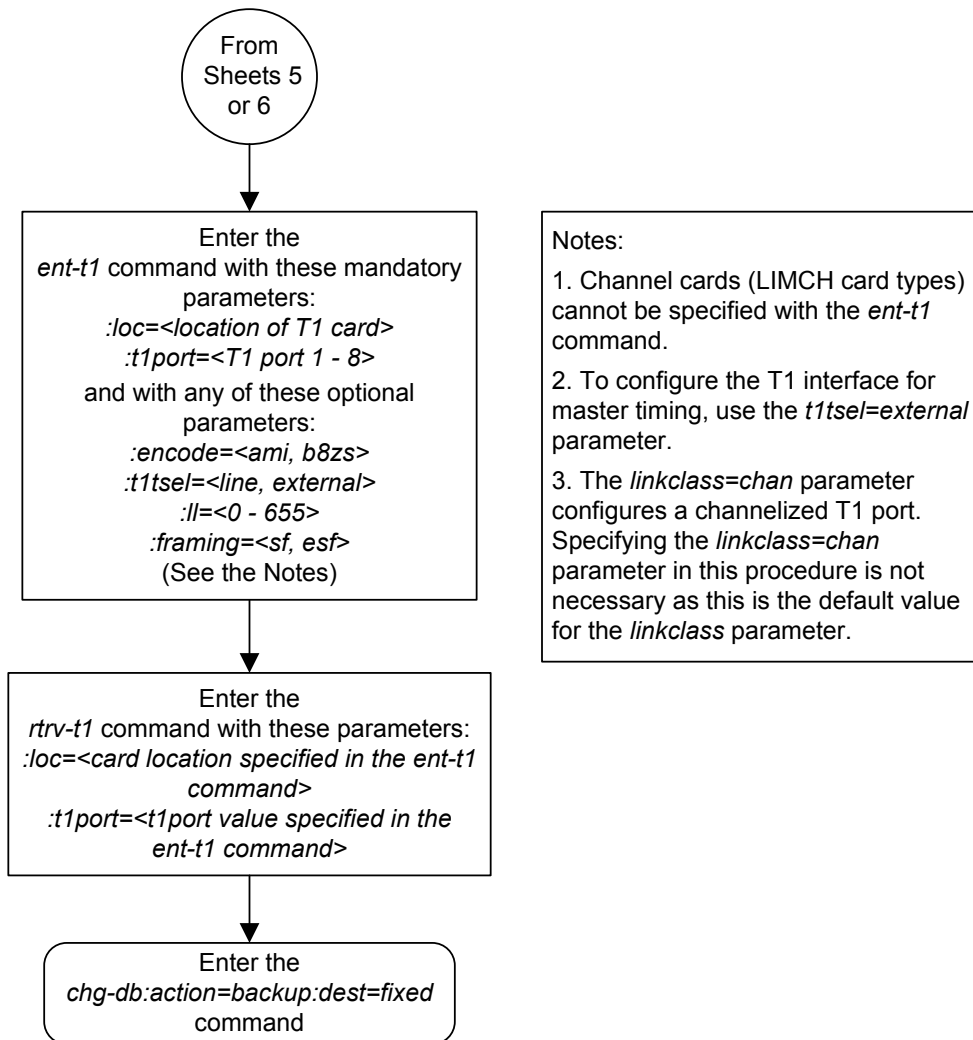 From
Sheets 5
or 6
Enter the
ent-t1 command with these mandatory
parameters:
:loc=<location of T1 card>
:t1port=<T1 port 1 - 8>
and with any of these optional
parameters:
:encode=<ami, b8zs>
:t1tsel=<line, external>
:ll=<0 - 655>
:framing=<sf, esf>
(See the Notes)
Notes:
1. Channel cards (LIMCH card types)
cannot be specified with the ent-t1
command.
2. To configure the T1 interface for
master timing, use the t1tsel=external
parameter.
3. The linkclass=chan parameter
configures a channelized T1 port.
Specifying the linkclass=chan
parameter in this procedure is not
necessary as this is the default value
for the linkclass parameter.
Enter the
rtrv-t1 command with these parameters:
:loc=<card location specified in the ent-t1
command>
:t1port=<t1port value specified in the
ent-t1 command>
Enter the
chg-db:action=backup:dest=fixed
command